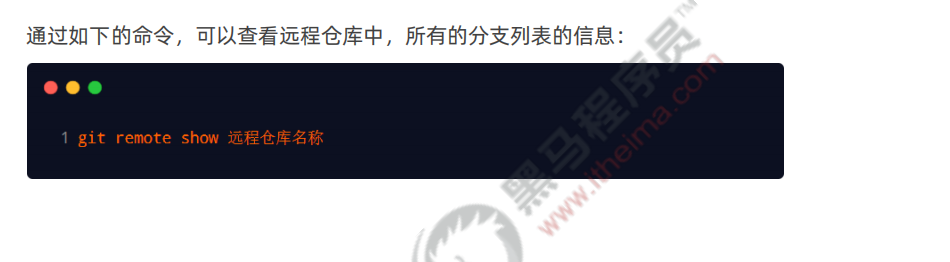 通过如下的命令，可以查看远程仓库中，所有的分支列表的信息：
1 git remote show 远程仓库名称
黑马程序员™
www.itheima.com